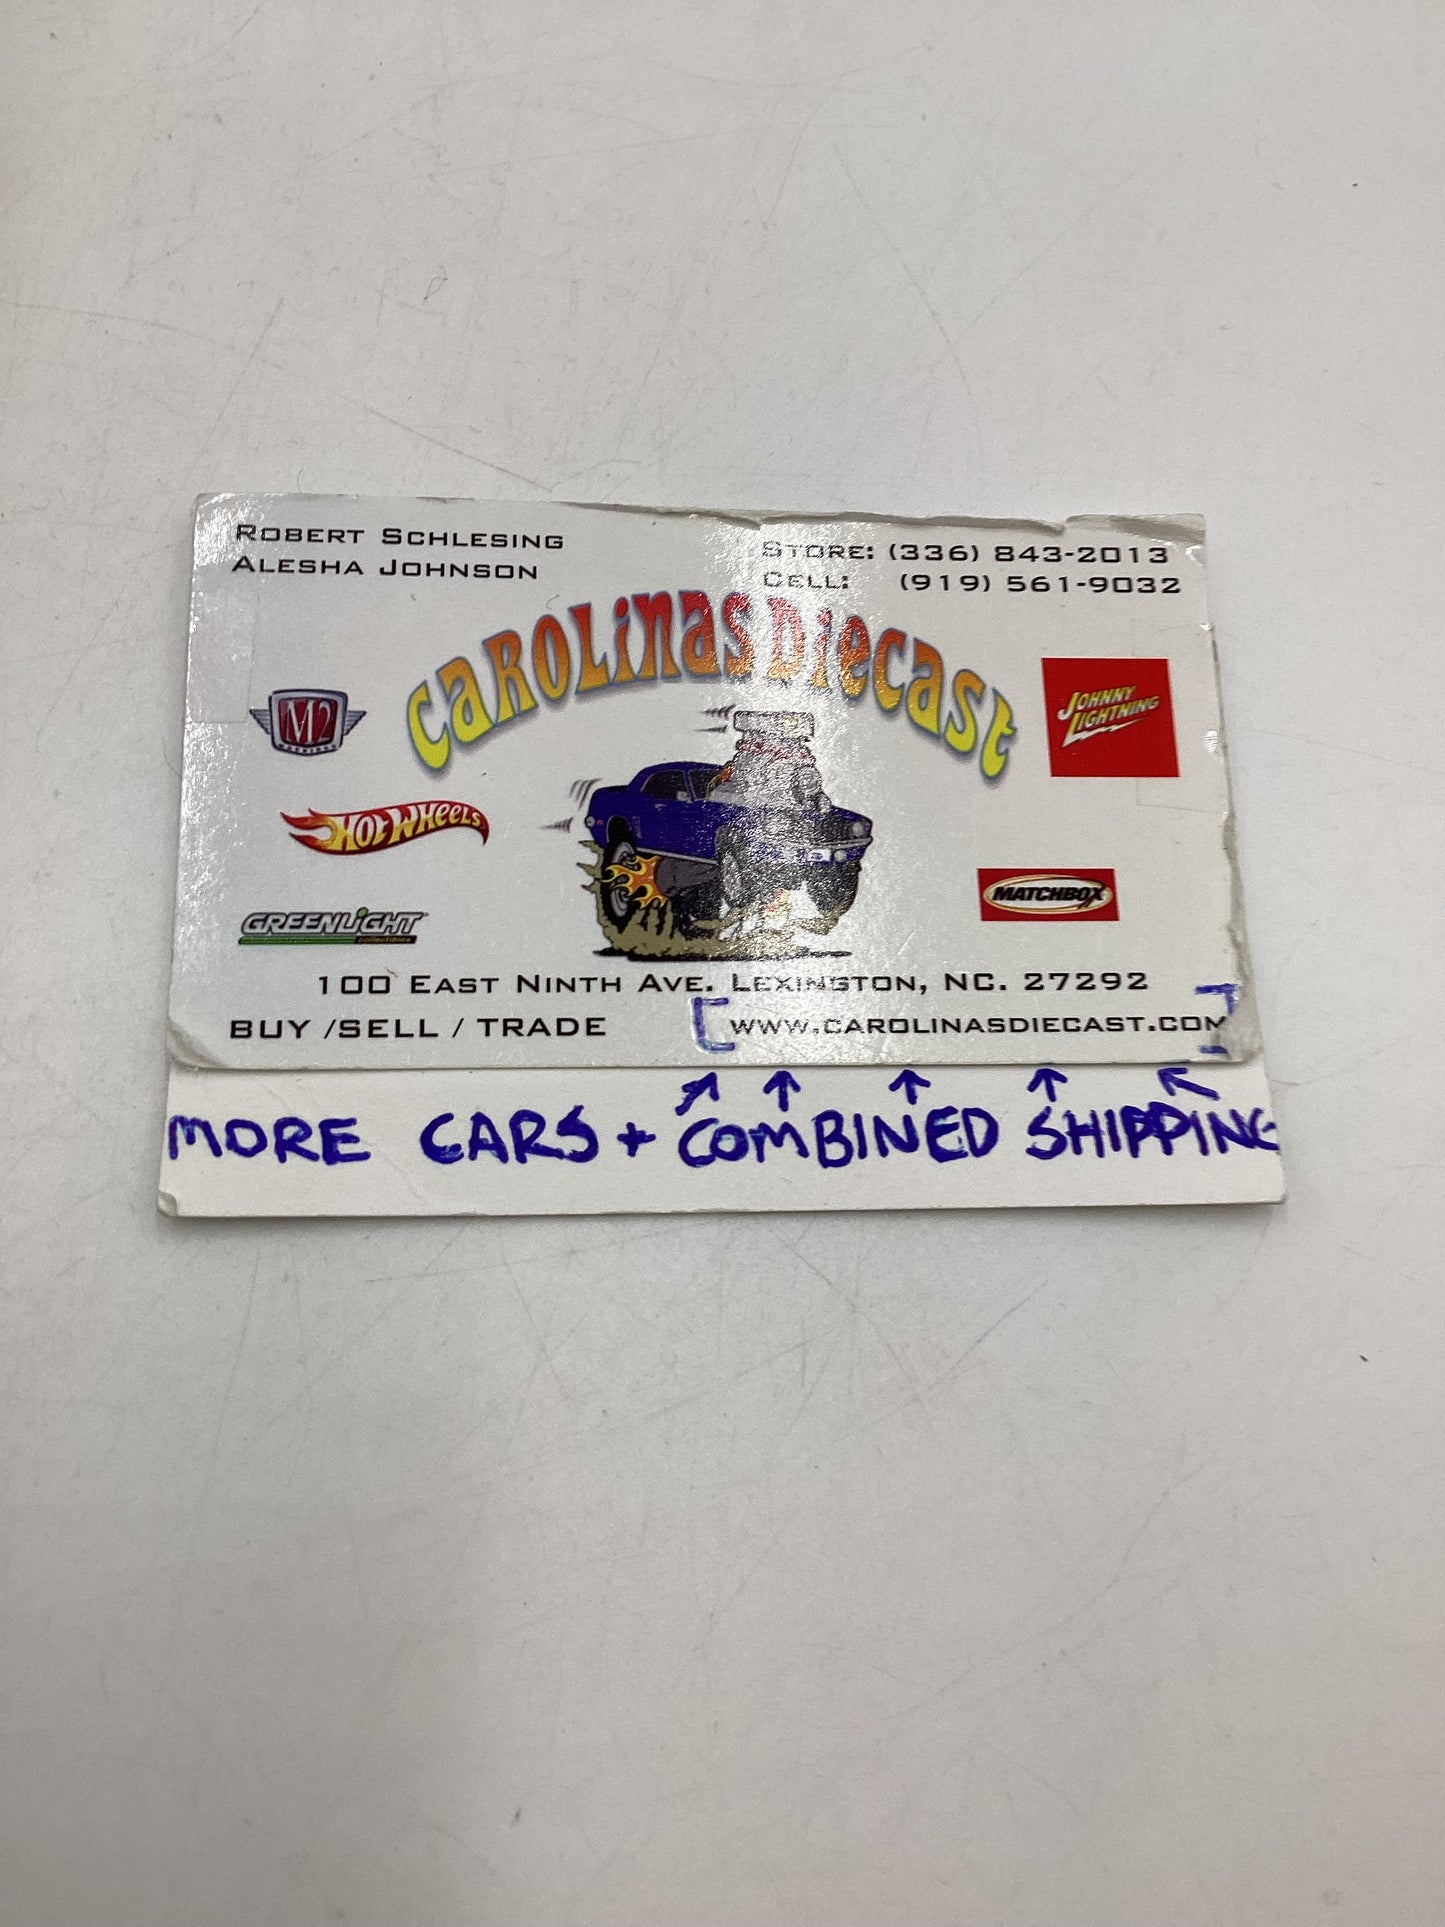 ROBERT SCHLESING
ALESHA JOHNSON
STORE: (336) 843-2013
CELL: (919) 561-9032
CAROLiNAS DiECAST
M2
MACHINES
JOHNNY
LIGHTNING
HOT WHEELS
MATCHBOX
GREENLiGHT
collectibles
100 EAST NINTH AVE. LEXINGTON, NC. 27292
BUY /SELL / TRADE
WWW.CAROLINASDIECAST.COM
MORE CARS + COMBINED SHIPPING